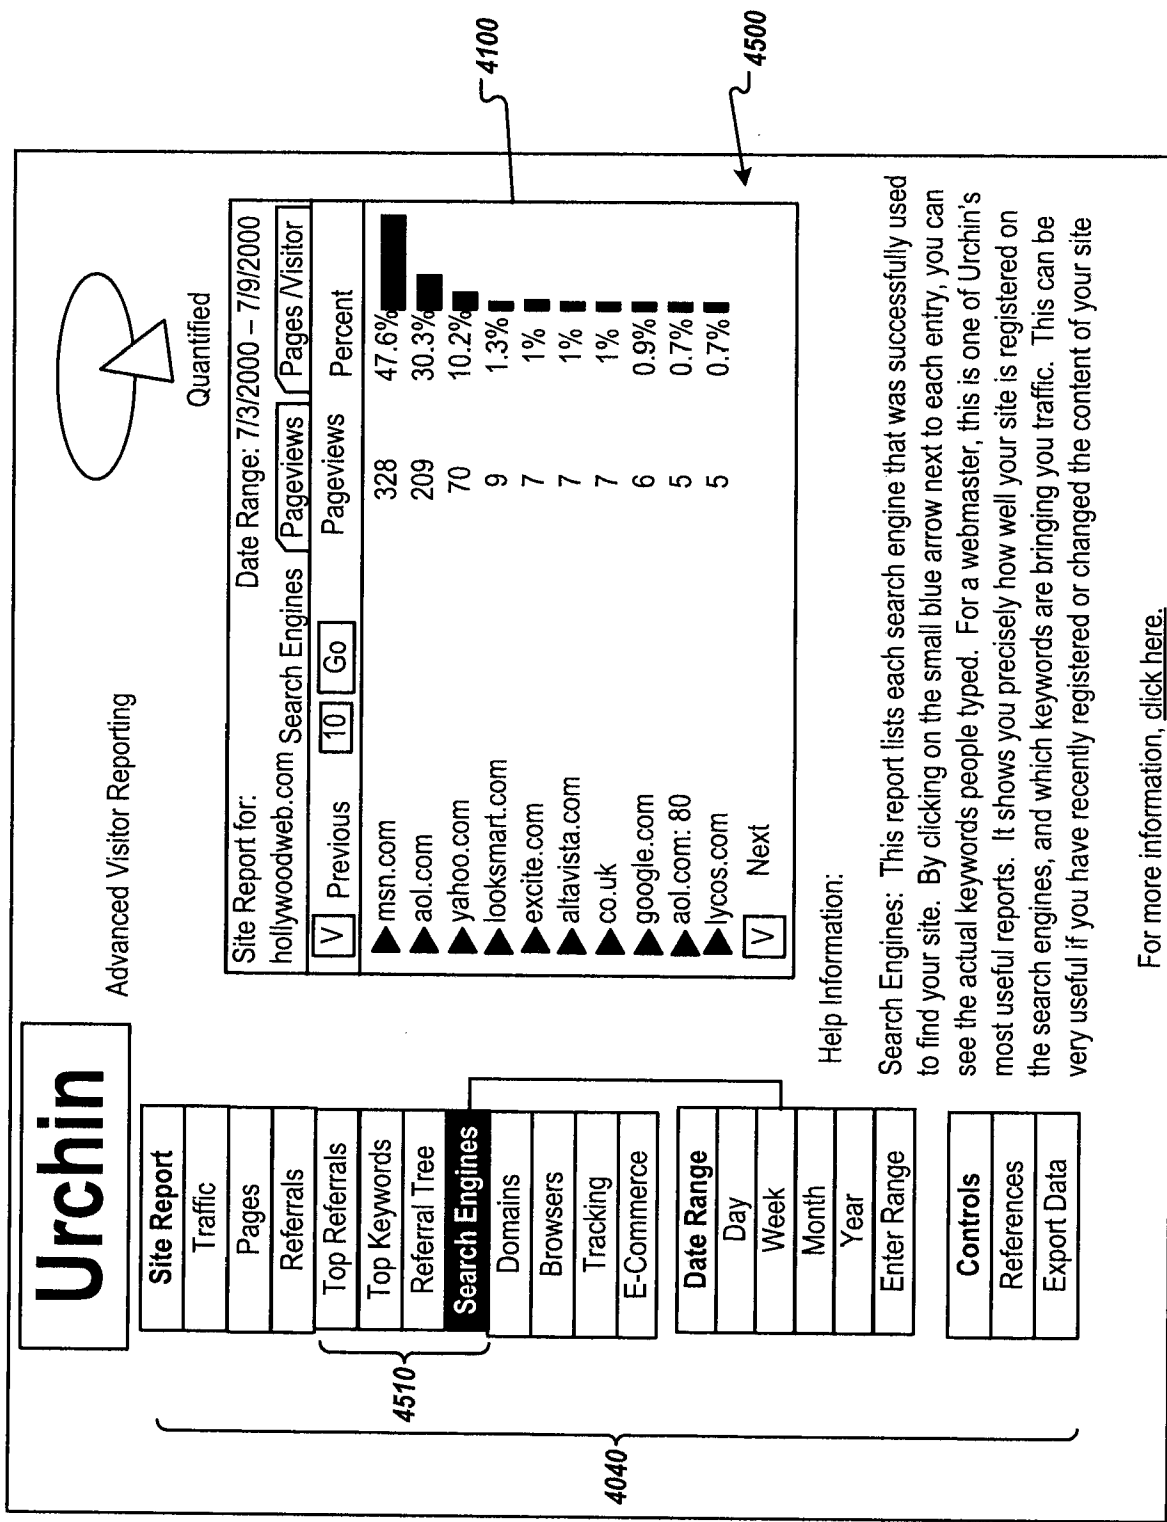 Urchin
Advanced Visitor Reporting
Quantified
Site Report
Traffic
Pages
Referrals
Top Referrals
Top Keywords
Referral Tree
Search Engines
Domains
Browsers
Tracking
E-Commerce
Date Range
Day
Week
Month
Year
Enter Range
Controls
References
Export Data
4510
4040
Site Report for: Date Range: 7/3/2000 – 7/9/2000
hollywoodweb.com Search Engines Pageviews Pages /Visitor
V Previous 10 Go Pageviews Percent
msn.com 328 47.6%
aol.com 209 30.3%
yahoo.com 70 10.2%
looksmart.com 9 1.3%
excite.com 7 1%
altavista.com 7 1%
co.uk 7 1%
google.com 6 0.9%
aol.com: 80 5 0.7%
lycos.com 5 0.7%
V Next
4100
4500
Help Information:
Search Engines: This report lists each search engine that was successfully used
to find your site. By clicking on the small blue arrow next to each entry, you can
see the actual keywords people typed. For a webmaster, this is one of Urchin's
most useful reports. It shows you precisely how well your site is registered on
the search engines, and which keywords are bringing you traffic. This can be
very useful if you have recently registered or changed the content of your site
For more information, click here.